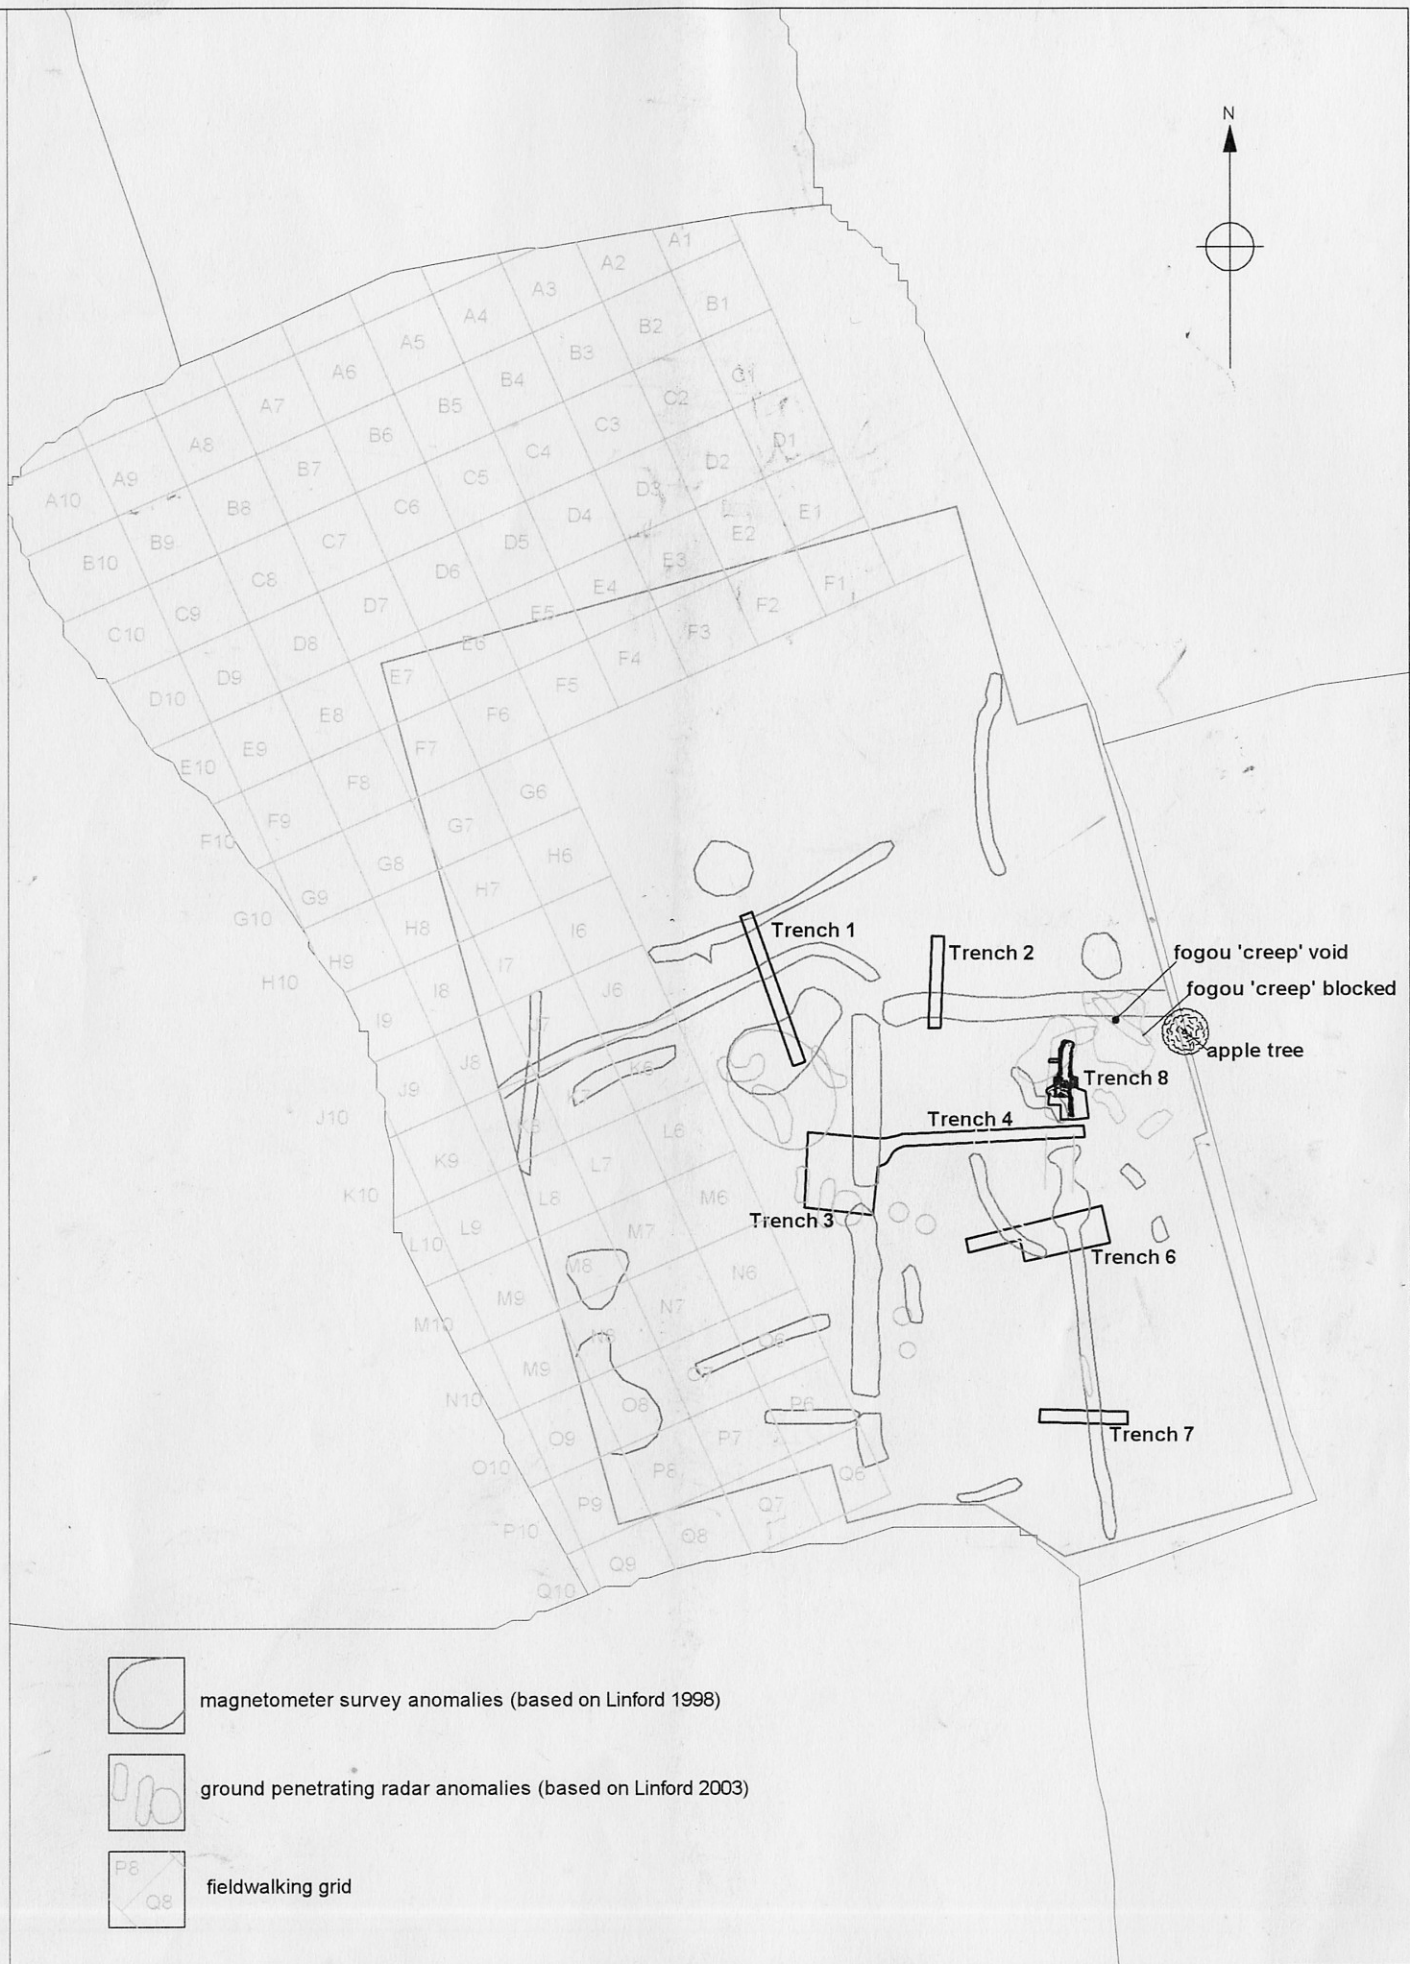 N
A1
A2
A3
A4
A5
A6
A7
A8
A9
A10
B1
B2
B3
B4
B5
B6
B7
B8
B9
B10
C1
C2
C3
C4
C5
C6
C7
C8
C9
C10
D1
D2
D3
D4
D5
D6
D7
D8
D9
D10
E1
E2
E3
E4
E5
E6
E7
E8
E9
E10
F1
F2
F3
F4
F5
F6
F7
F8
F9
F10
G6
G7
G8
G9
G10
H6
H7
H8
H9
H10
I6
I7
I8
I9
J6
J7
J8
J9
J10
K6
K7
K8
K9
K10
L6
L7
L8
L9
L10
M6
M7
M8
M9
M10
N6
N7
N8
M9
N10
O6
O7
O8
O9
O10
P6
P7
P8
P9
P10
Q6
Q7
Q8
Q9
Q10
Trench 1
Trench 2
fogou 'creep' void
fogou 'creep' blocked
apple tree
Trench 8
Trench 4
Trench 3
Trench 6
Trench 7
magnetometer survey anomalies (based on Linford 1998)
ground penetrating radar anomalies (based on Linford 2003)
P8
Q8
fieldwalking grid